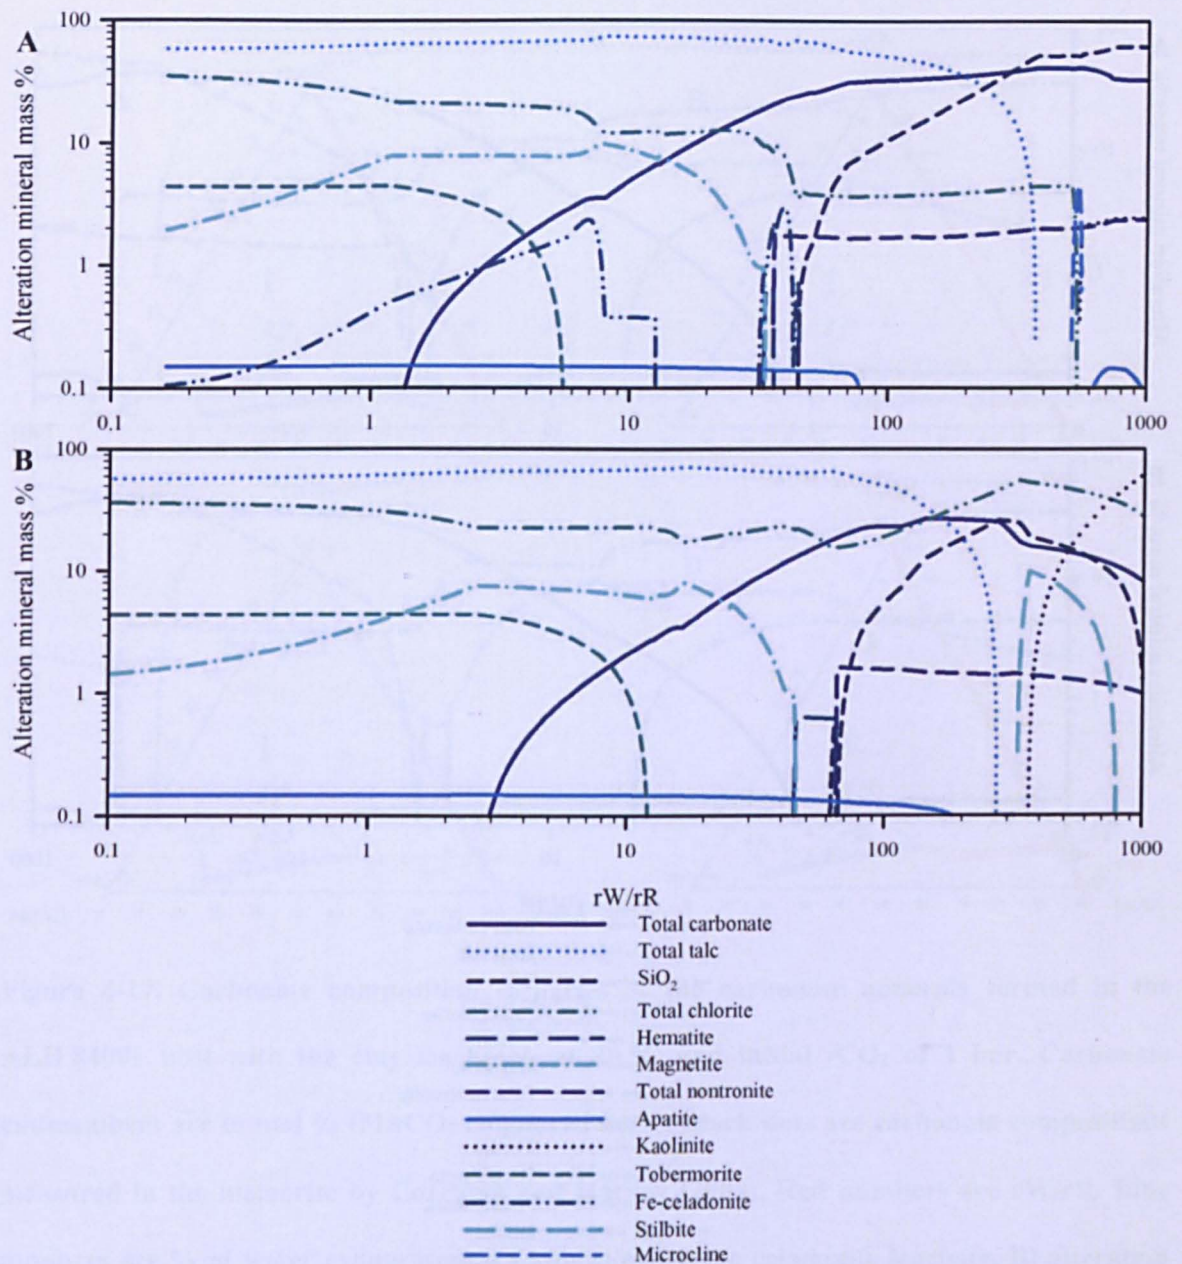 A
Alteration mineral mass %
100
10
1
0.1
0.1 1 10 100 1000
B
Alteration mineral mass %
100
10
1
0.1
0.1 1 10 100 1000
rW/rR
Total carbonate
Total talc
SiO₂
Total chlorite
Hematite
Magnetite
Total nontronite
Apatite
Kaolinite
Tobermorite
Fe-celadonite
Stilbite
Microcline